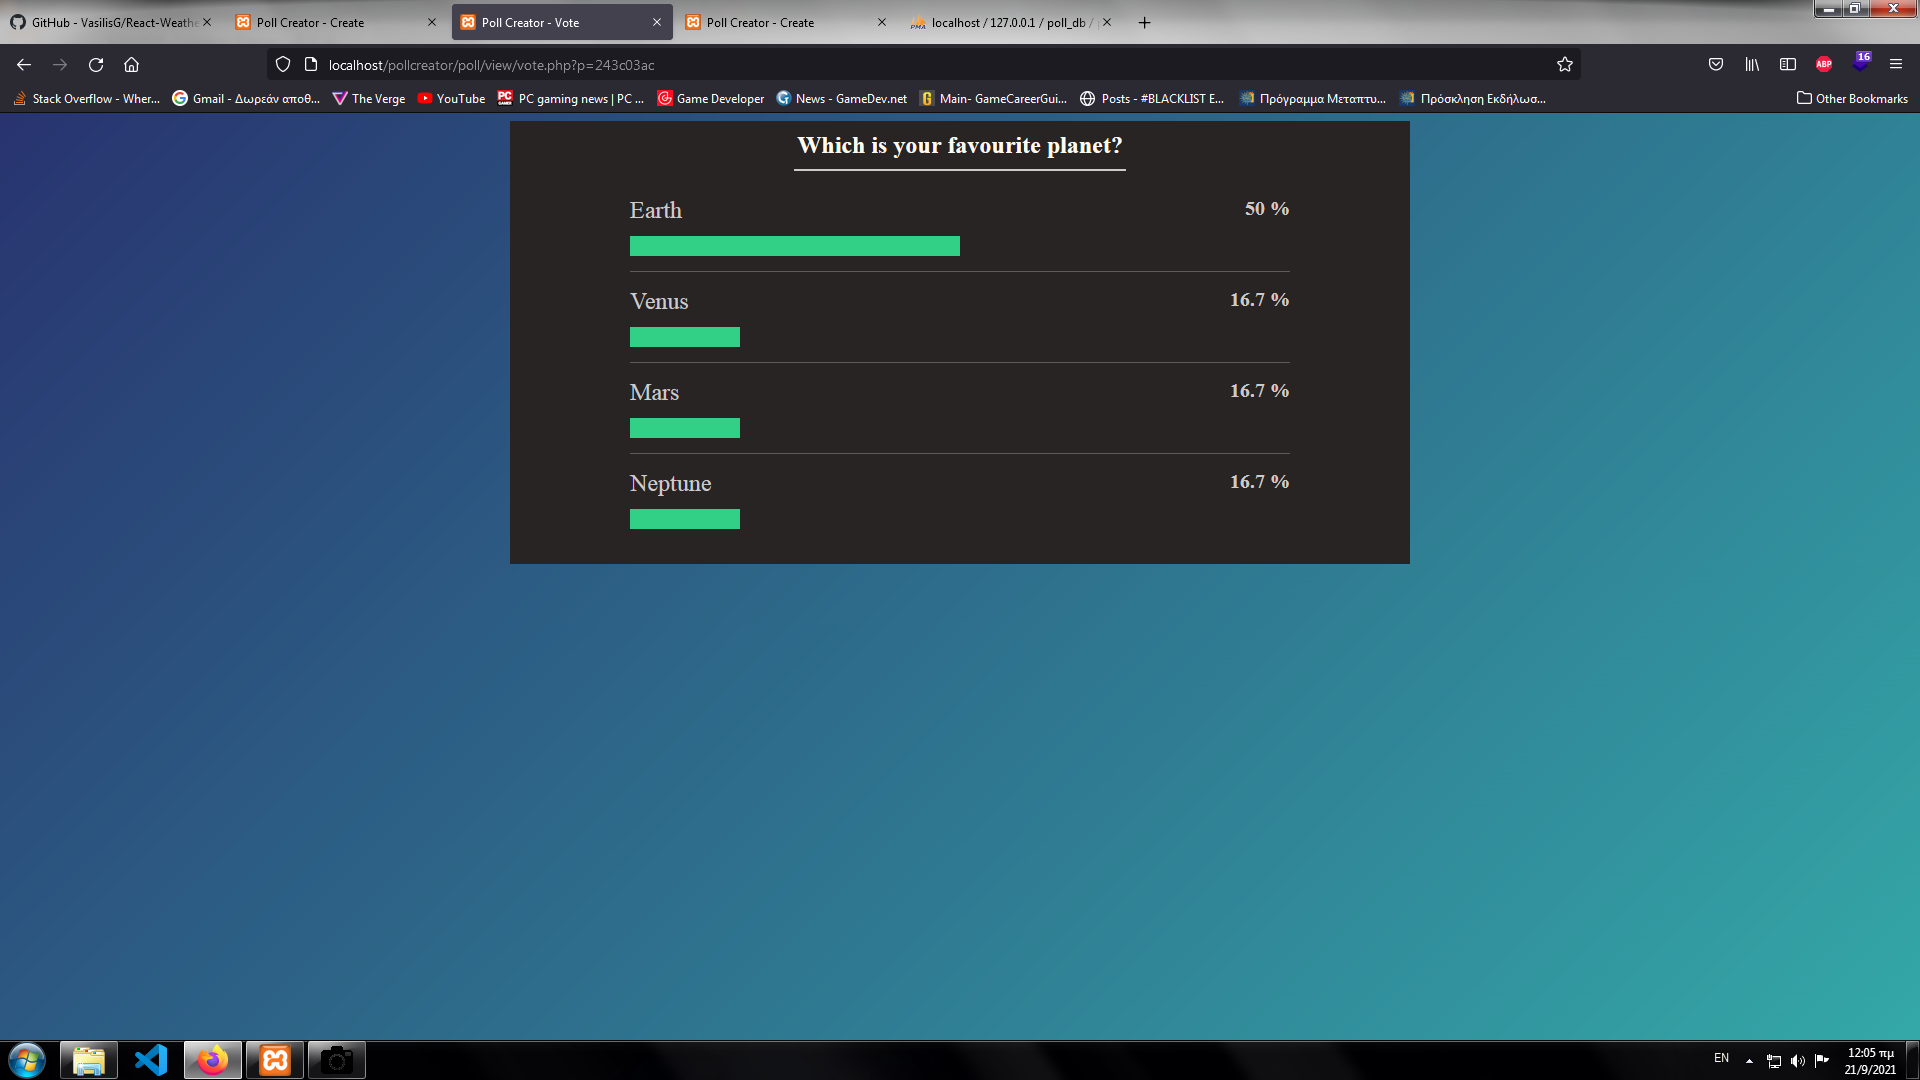 GitHub - VasilisG/React-Weathe
Poll Creator - Create
Poll Creator - Vote
Poll Creator - Create
localhost / 127.0.0.1 / poll_db /
localhost/pollcreator/poll/view/vote.php?p=243c03ac
ABP
16
Stack Overflow - Wher...
Gmail - Δωρεάν αποθ...
The Verge
YouTube
PC gaming news | PC ...
Game Developer
News - GameDev.net
Main- GameCareerGui...
Posts - #BLACKLIST E...
Πρόγραμμα Μεταπτυ...
Πρόσκληση Εκδήλωσ...
Other Bookmarks
Which is your favourite planet?
Earth 50 %
Venus 16.7 %
Mars 16.7 %
Neptune 16.7 %
EN
12:05 πμ
21/9/2021